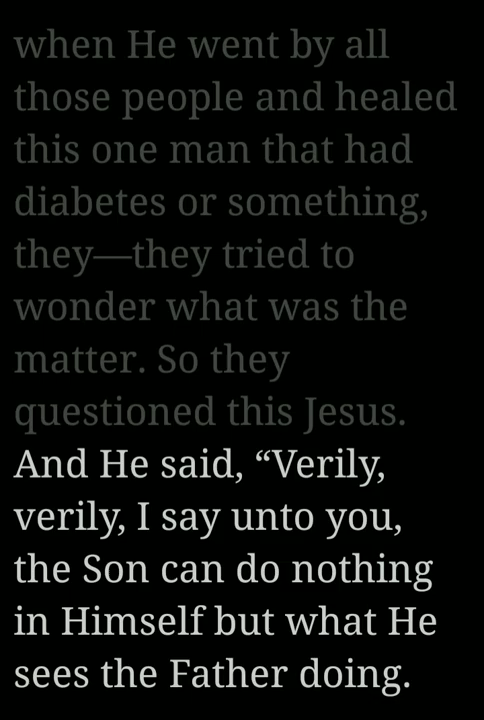 when He went by all
those people and healed
this one man that had
diabetes or something,
they—they tried to
wonder what was the
matter. So they
questioned this Jesus.
And He said, “Verily,
verily, I say unto you,
the Son can do nothing
in Himself but what He
sees the Father doing.